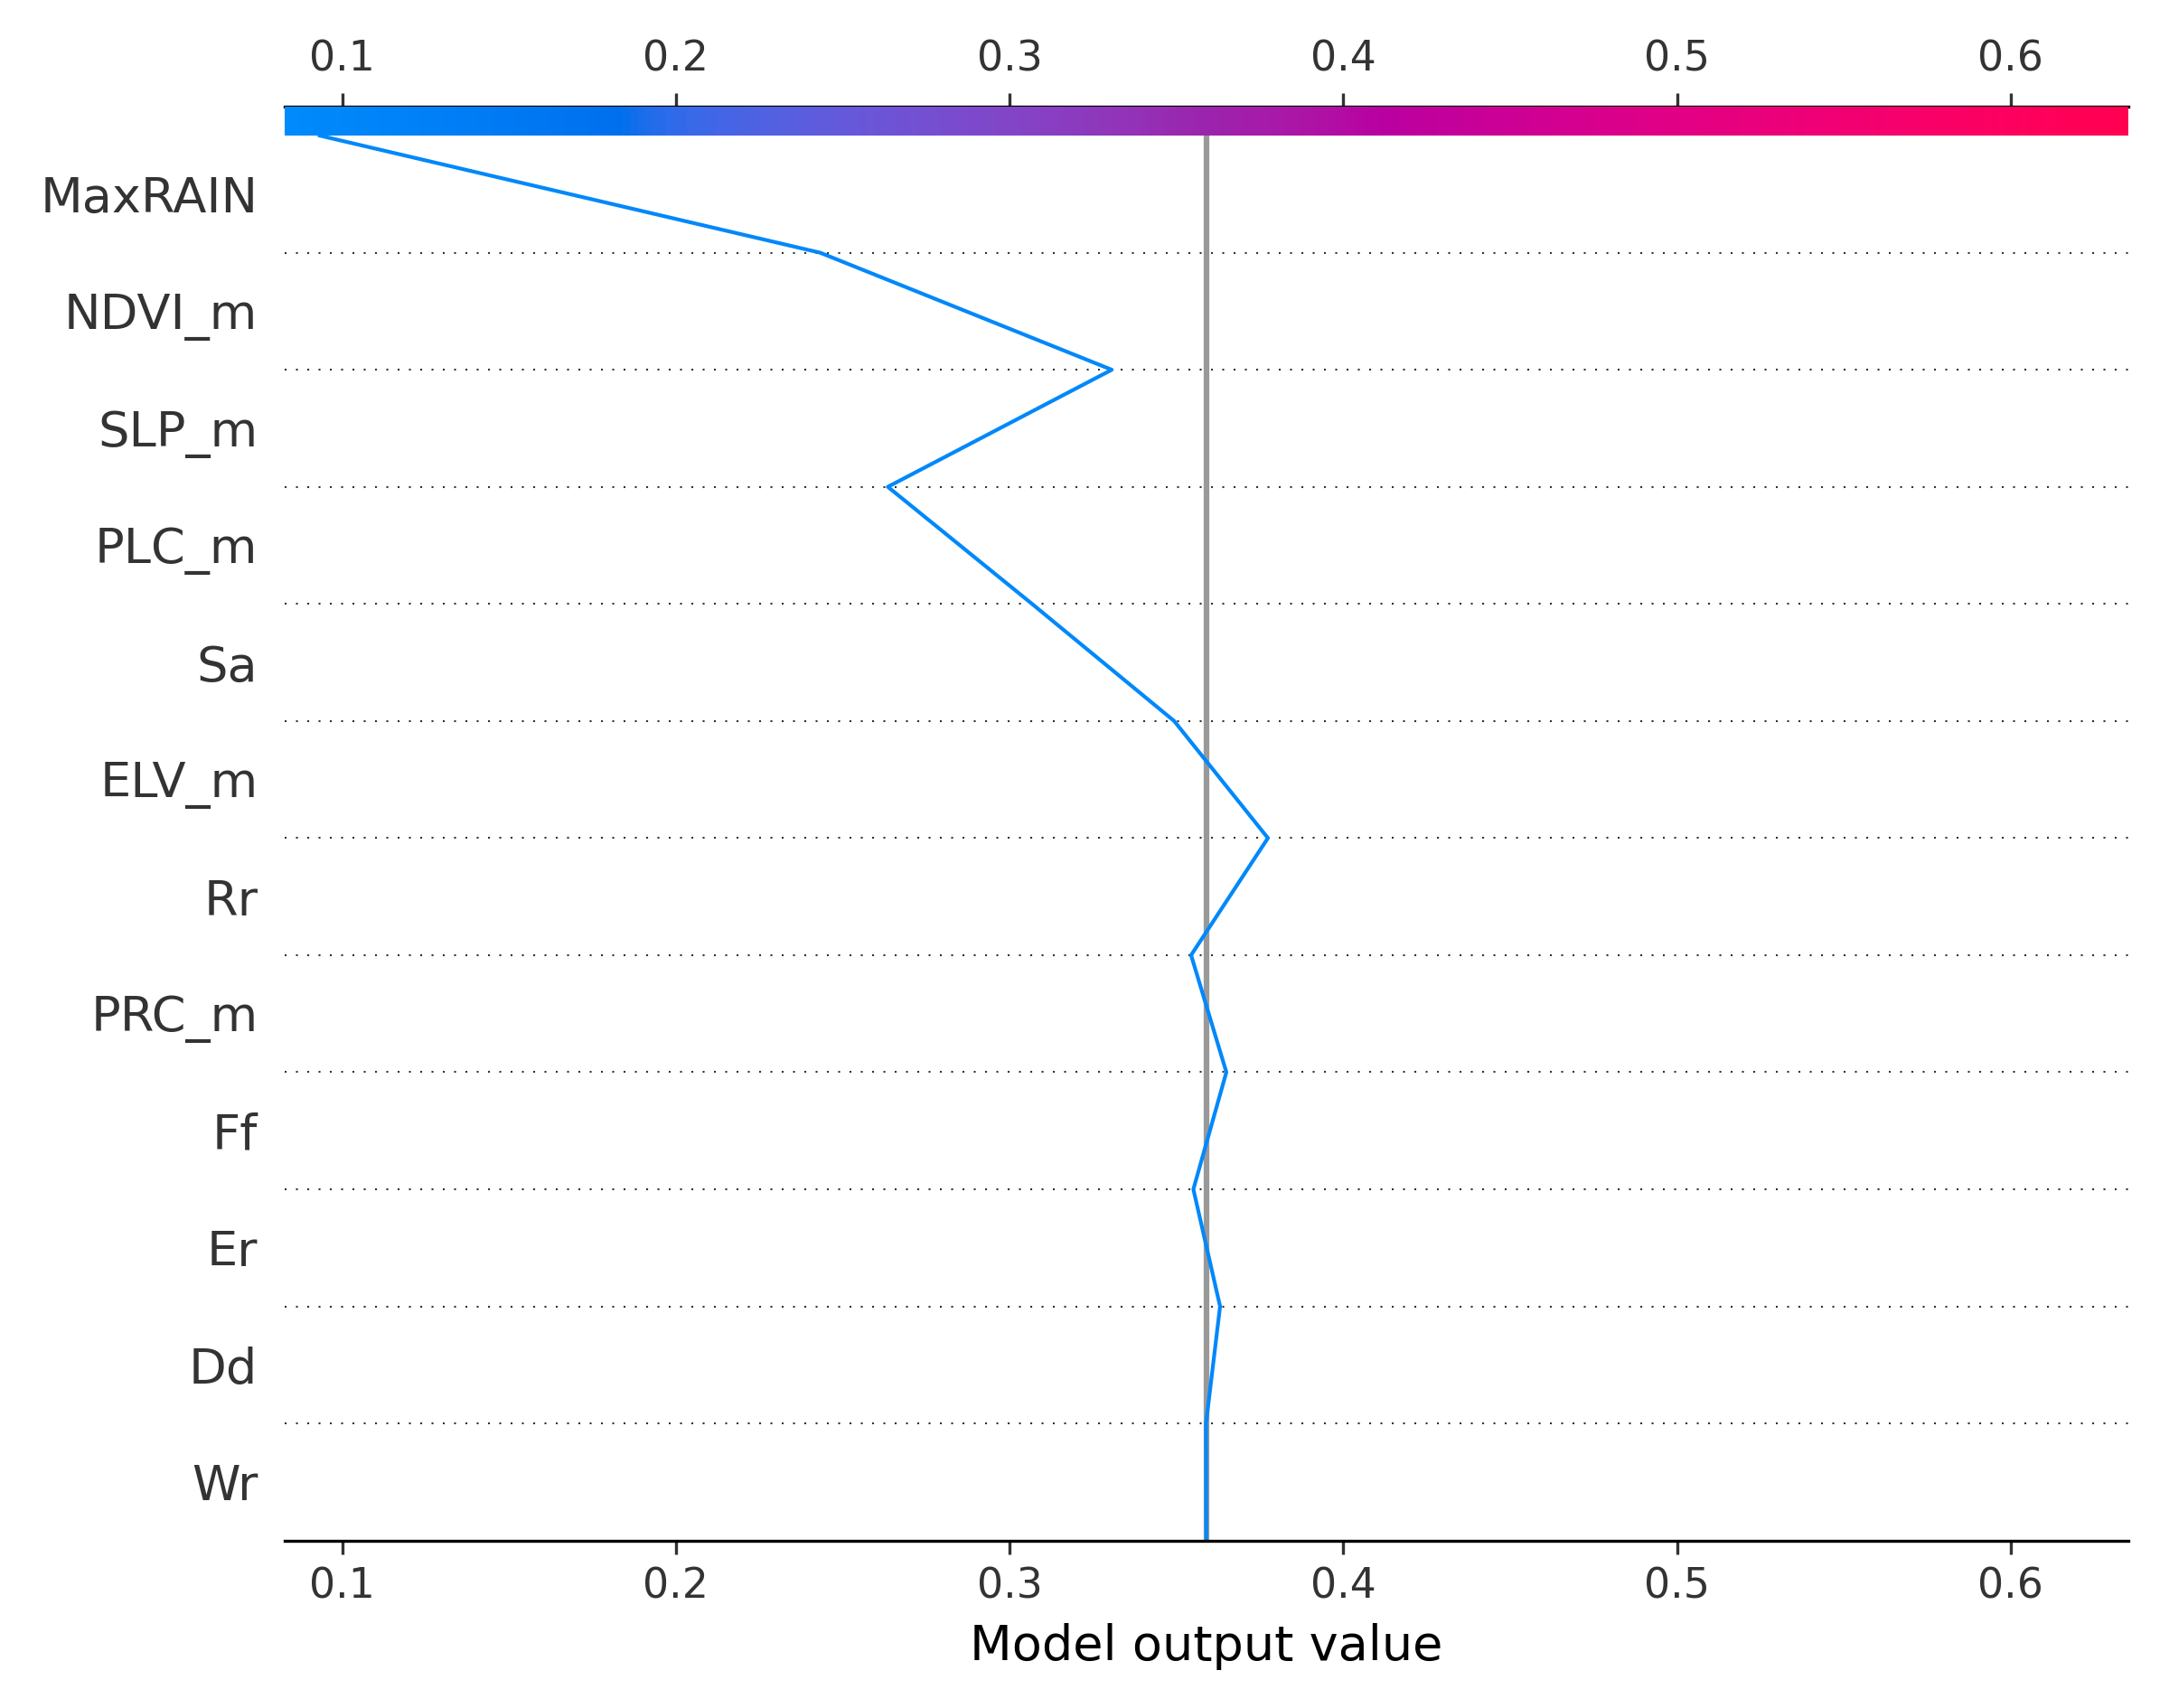 0.1 0.2 0.3 0.4 0.5 0.6
MaxRAIN
NDVI_m
SLP_m
PLC_m
Sa
ELV_m
Rr
PRC_m
Ff
Er
Dd
Wr
0.1 0.2 0.3 0.4 0.5 0.6
Model output value